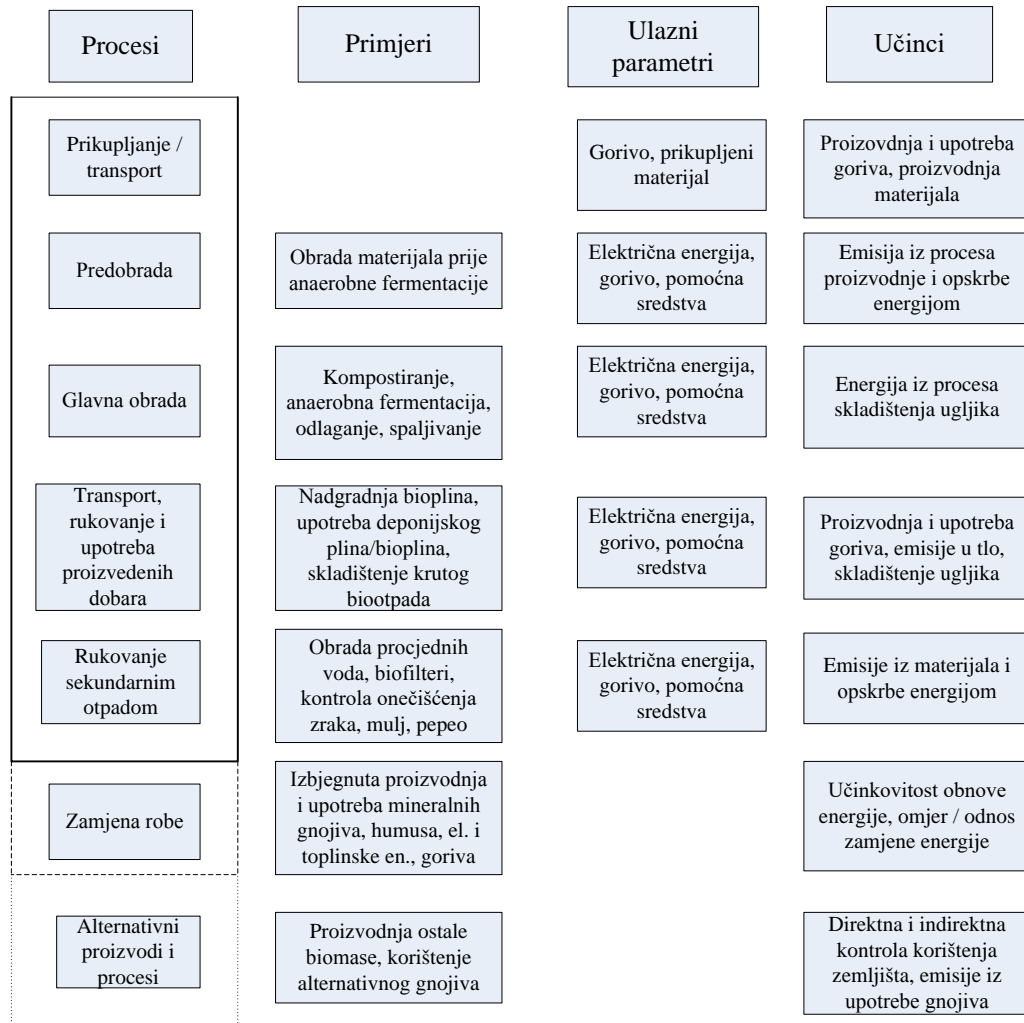 Procesi
Primjeri
Ulazni
parametri
Učinci
Prikupljanje /
transport
Gorivo, prikupljeni
materijal
Proizovdnja i upotreba
goriva, proizvodnja
materijala
Predobrada
Obrada materijala prije
anaerobne fermentacije
Električna energija,
gorivo, pomoćna
sredstva
Emisija iz procesa
proizvodnje i opskrbe
energijom
Glavna obrada
Kompostiranje,
anaerobna fermentacija,
odlaganje, spaljivanje
Električna energija,
gorivo, pomoćna
sredstva
Energija iz procesa
skladištenja ugljika
Transport,
rukovanje i
upotreba
proizvedenih
dobara
Nadgradnja bioplina,
upotreba deponijskog
plina/bioplina,
skladištenje krutog
biootpada
Električna energija,
gorivo, pomoćna
sredstva
Proizvodnja i upotreba
goriva, emisije u tlo,
skladištenje ugljika
Rukovanje
sekundarnim
otpadom
Obrada procjednih
voda, biofilteri,
kontrola onečišćenja
zraka, mulj, pepeo
Električna energija,
gorivo, pomoćna
sredstva
Emisije iz materijala i
opskrbe energijom
Zamjena robe
Izbjegnuta proizvodnja
i upotreba mineralnih
gnojiva, humusa, el. i
toplinske en., goriva
Učinkovitost obnove
energije, omjer / odnos
zamjene energije
Alternativni
proizvodi i
procesi
Proizvodnja ostale
biomase, korištenje
alternativnog gnojiva
Direktna i indirektna
kontrola korištenja
zemljišta, emisije iz
upotrebe gnojiva